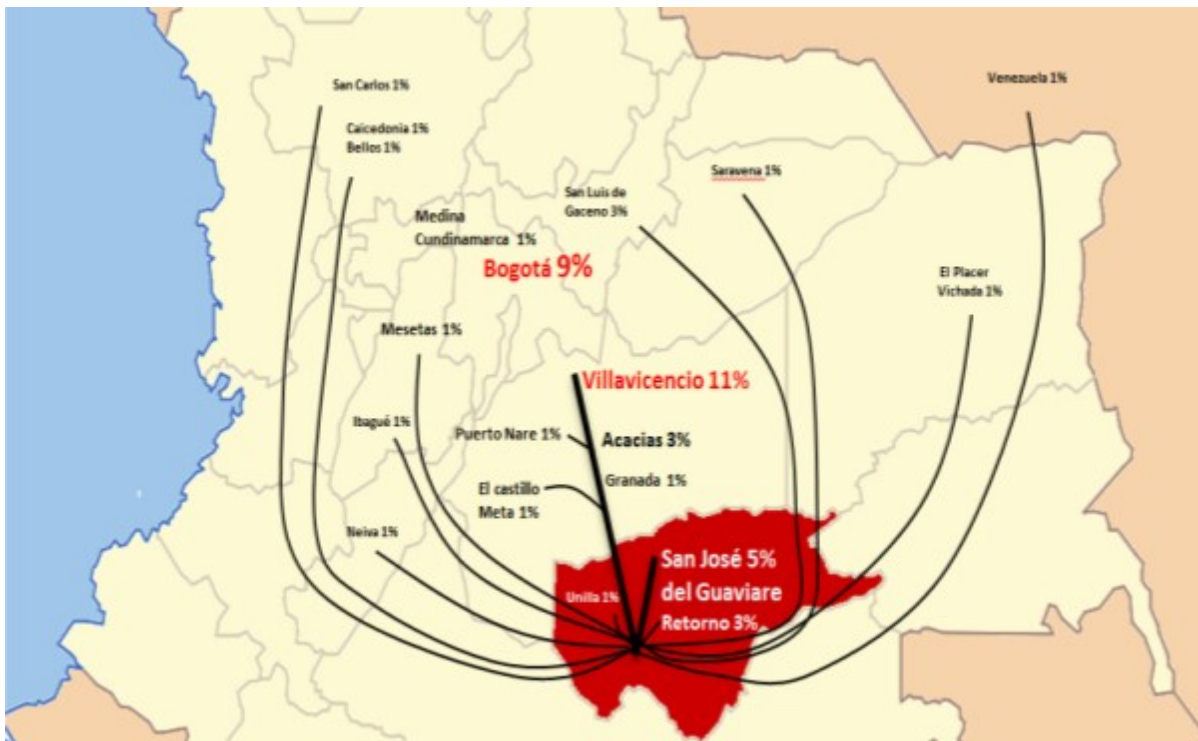 Venezuela 1%
San Carlos 1%
Caicedonia 1%
Bellos 1%
Saravena 1%
San Luis de
Gaceno 3%
Medina
Cundinamarca 1%
Bogotá 9%
El Placer
Vichada 1%
Mesetas 1%
Villavicencio 11%
Ibagué 1%
Puerto Nare 1%
Acacias 3%
Granada 1%
El castillo
Meta 1%
Neiva 1%
San José 5%
del Guaviare
Unilla 1%
Retorno 3%